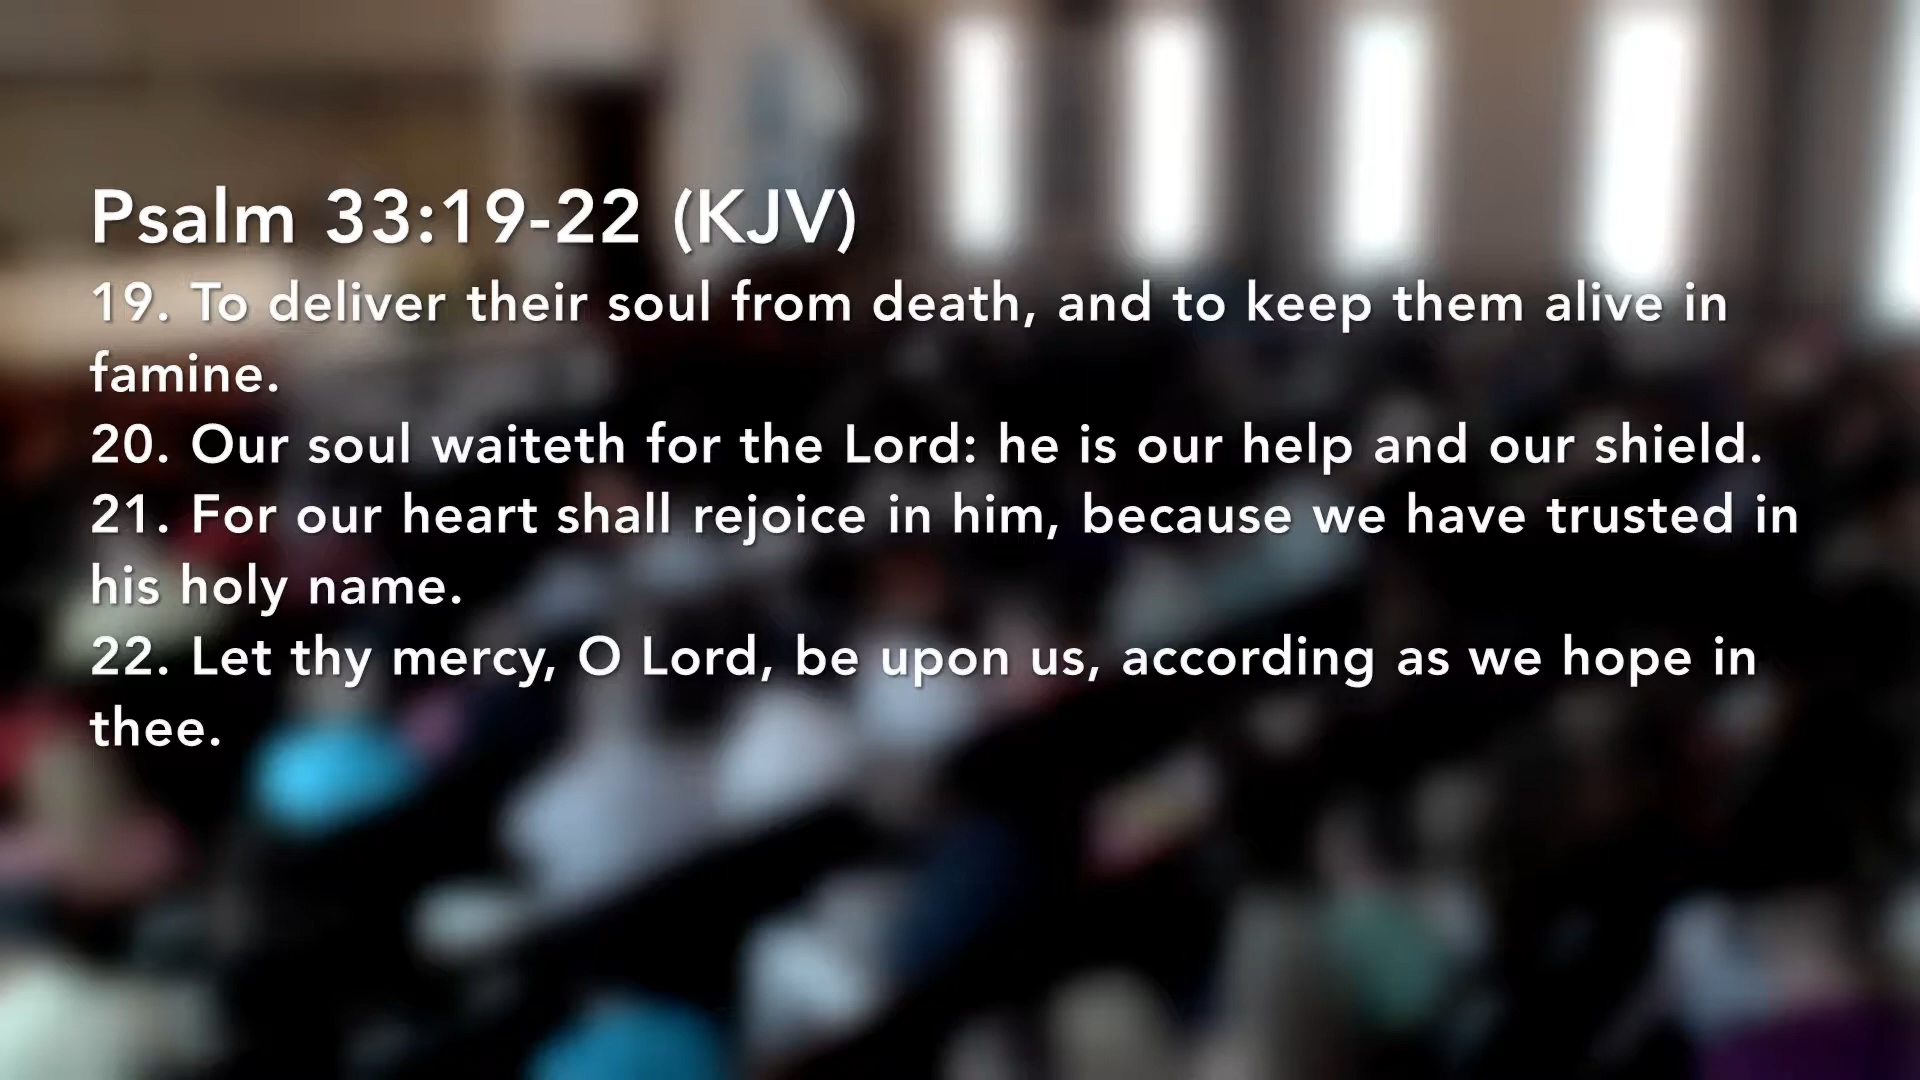 Psalm 33:19-22 (KJV)
19. To deliver their soul from death, and to keep them alive in
famine.
20. Our soul waiteth for the Lord: he is our help and our shield.
21. For our heart shall rejoice in him, because we have trusted in
his holy name.
22. Let thy mercy, O Lord, be upon us, according as we hope in
thee.